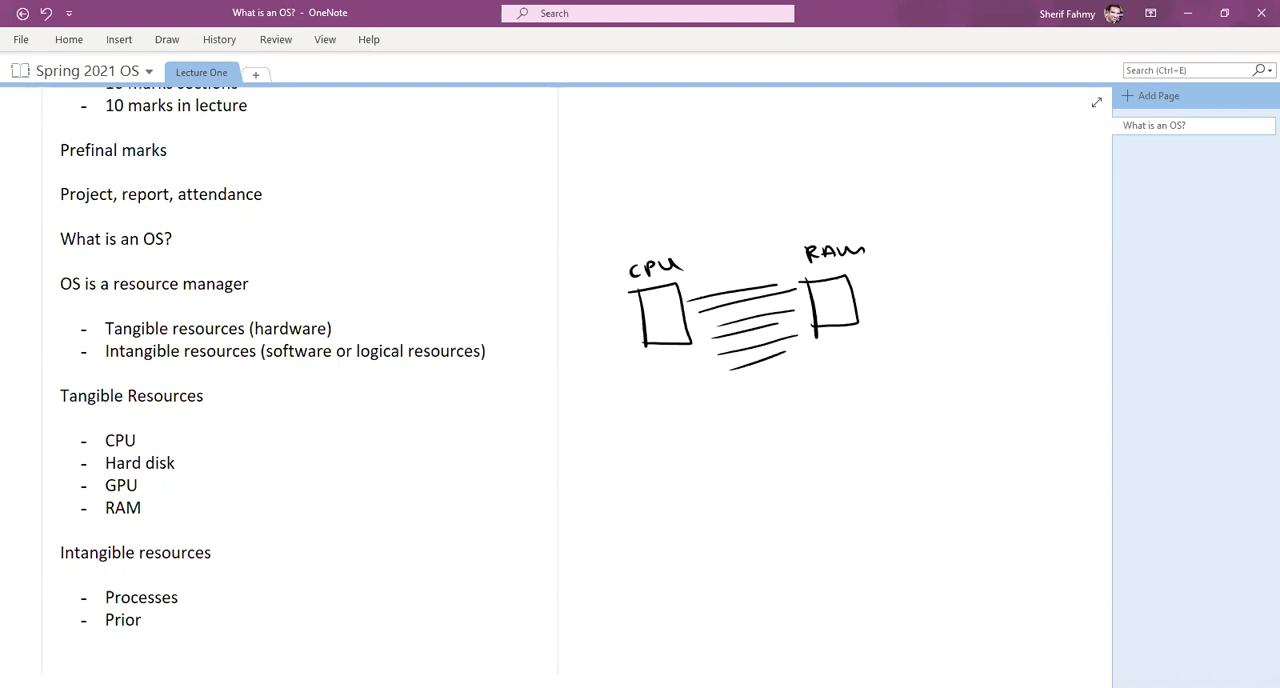 What is an OS? - OneNote
Search
Sherif Fahmy
File Home Insert Draw History Review View Help
Spring 2021 OS
Lecture One
+
Search (Ctrl+E)
- 10 marks in lecture
Prefinal marks
Project, report, attendance
What is an OS?
OS is a resource manager
- Tangible resources (hardware)
- Intangible resources (software or logical resources)
Tangible Resources
- CPU
- Hard disk
- GPU
- RAM
Intangible resources
- Processes
- Prior
CPU
RAM
+ Add Page
What is an OS?